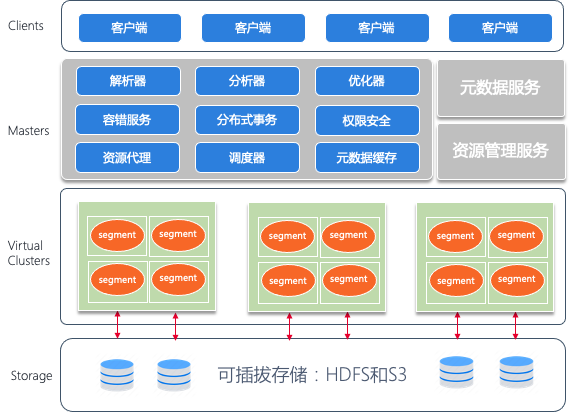 Clients
客户端 客户端 客户端 客户端
Masters
解析器 分析器 优化器
容错服务 分布式事务 权限安全
资源代理 调度器 元数据缓存
元数据服务
资源管理服务
Virtual
Clusters
segment segment segment segment segment segment
segment segment segment segment segment segment
Storage
可插拔存储：HDFS和S3